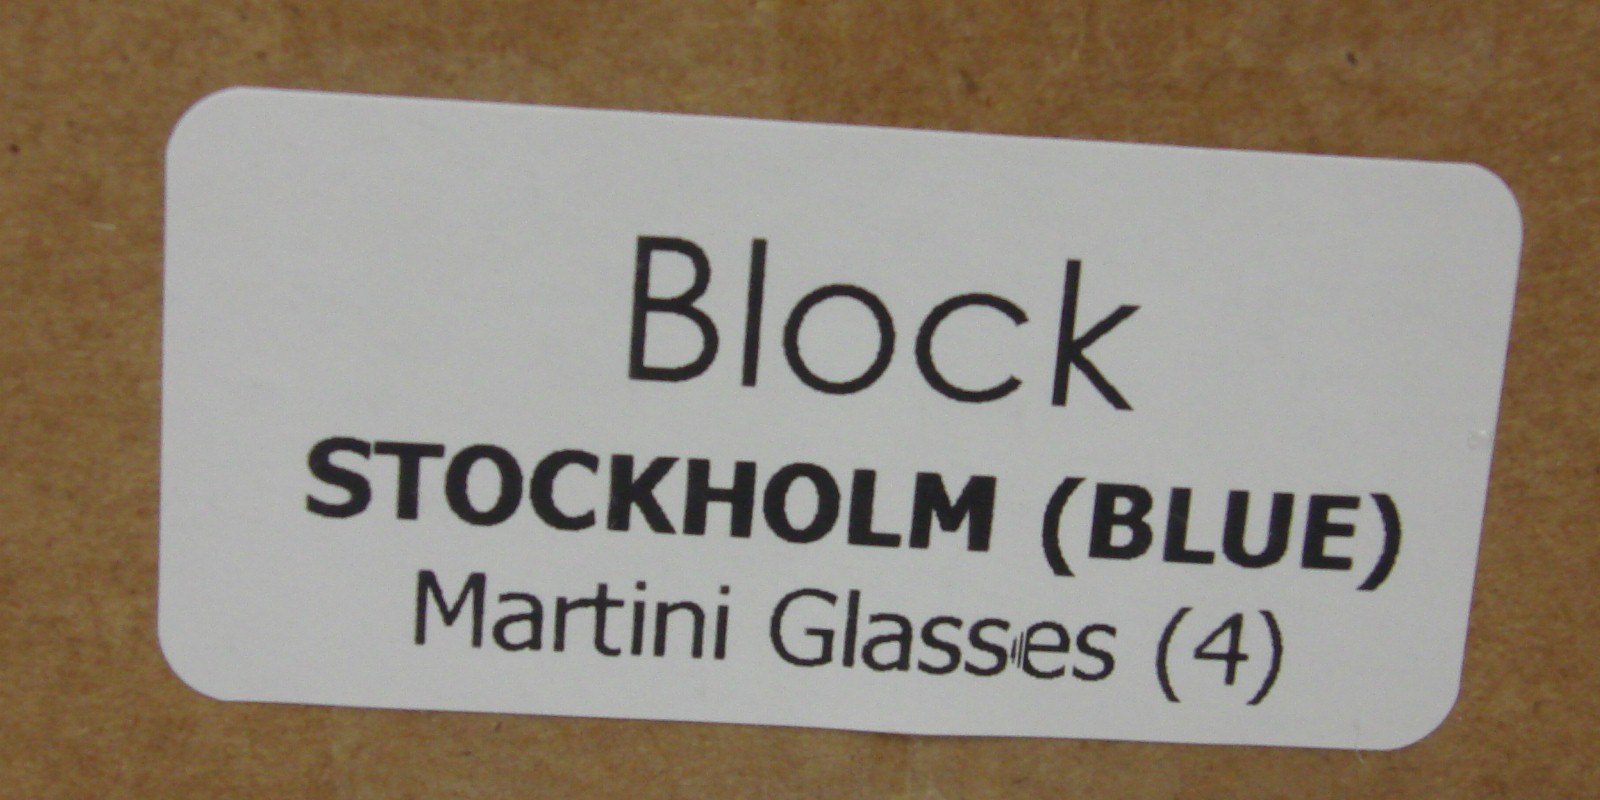 Block
STOCKHOLM (BLUE)
Martini Glasses (4)